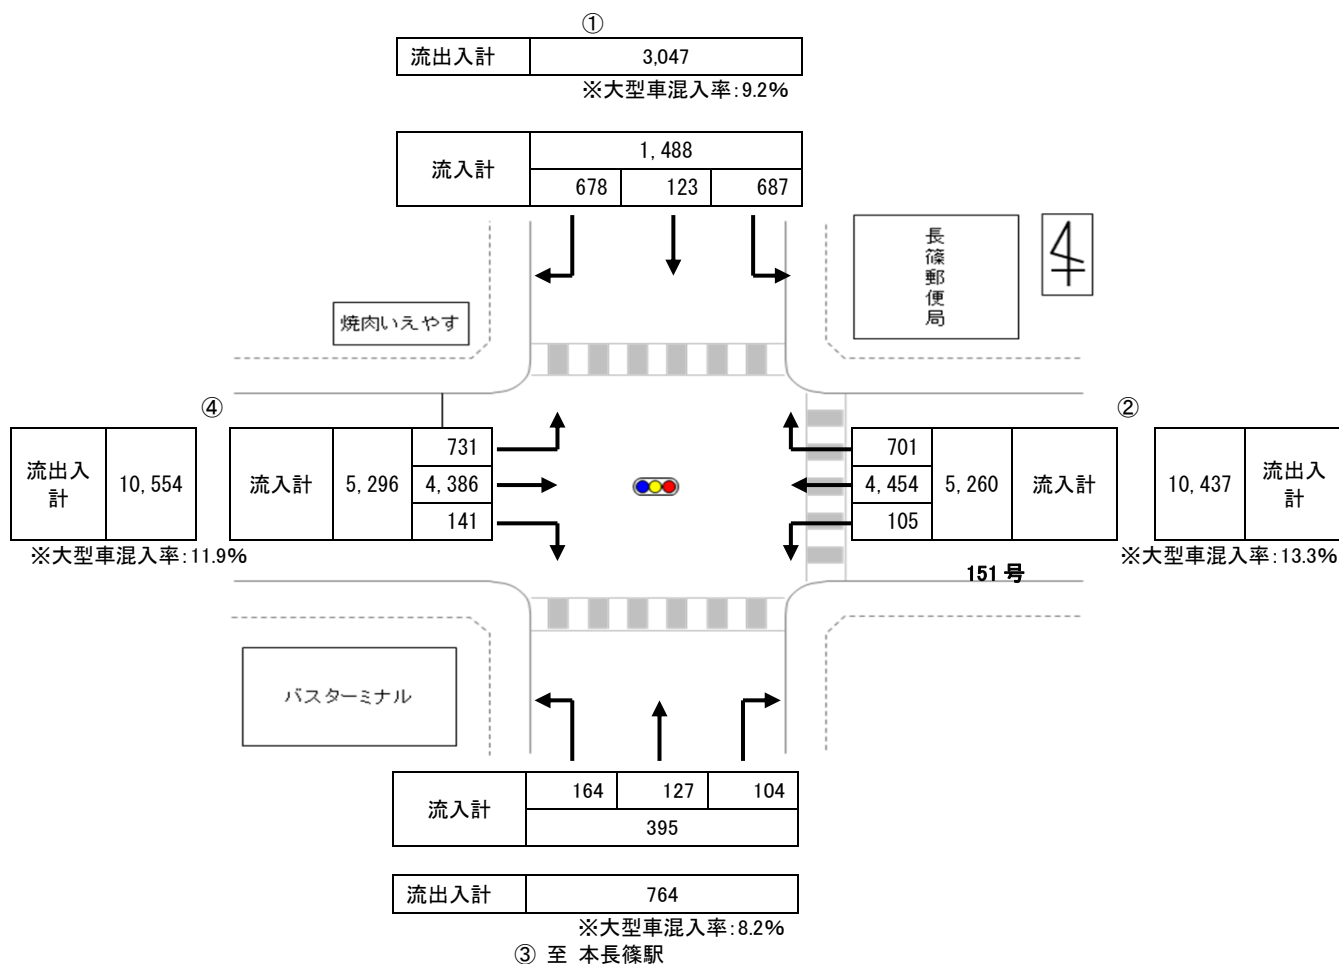 ①
流出入計 3,047
※大型車混入率:9.2%
流入計 1,488
678 123 687
長篠郵便局
焼肉いえやす
④
②
流出入計 10,554 流入計 5,296 731 4,386 141
701 4,454 105 5,260 流入計 10,437 流出入計
※大型車混入率:11.9%
※大型車混入率:13.3%
151 号
バスターミナル
流入計 164 127 104
395
流出入計 764
※大型車混入率:8.2%
③ 至 本長篠駅